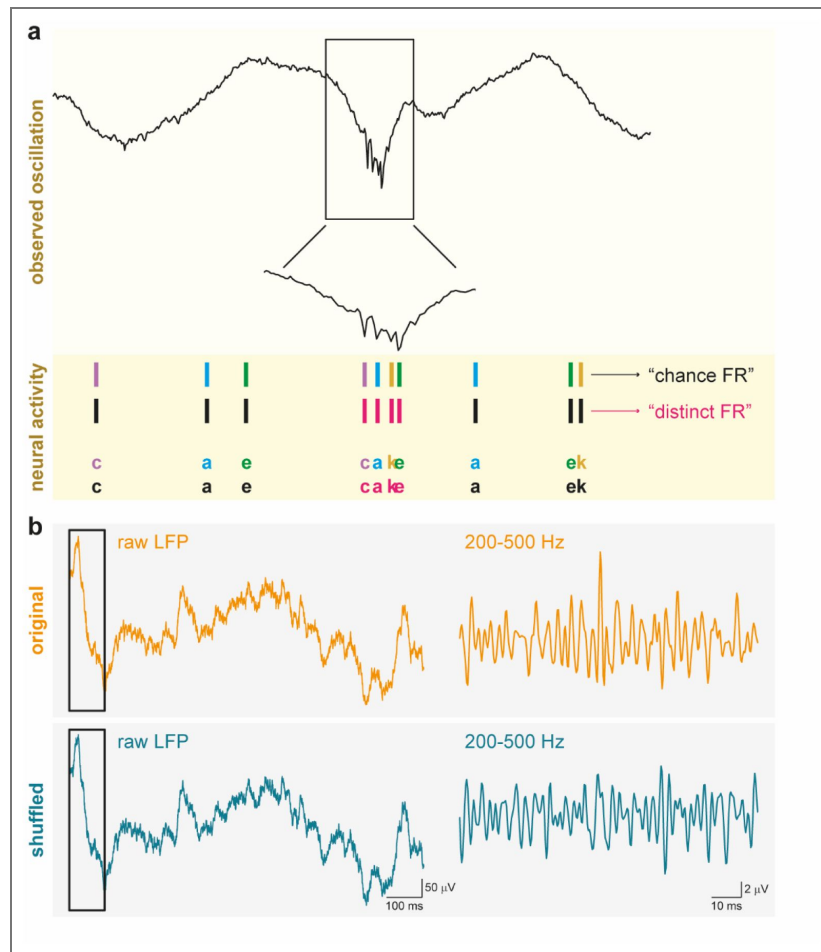 a
observed oscillation
neural activity
"chance FR"
"distinct FR"
c a e c a k e a e k
c a e c a k e a e k
b
original
raw LFP
200-500 Hz
shuffled
raw LFP
200-500 Hz
50 µV
100 ms
2 µV
10 ms